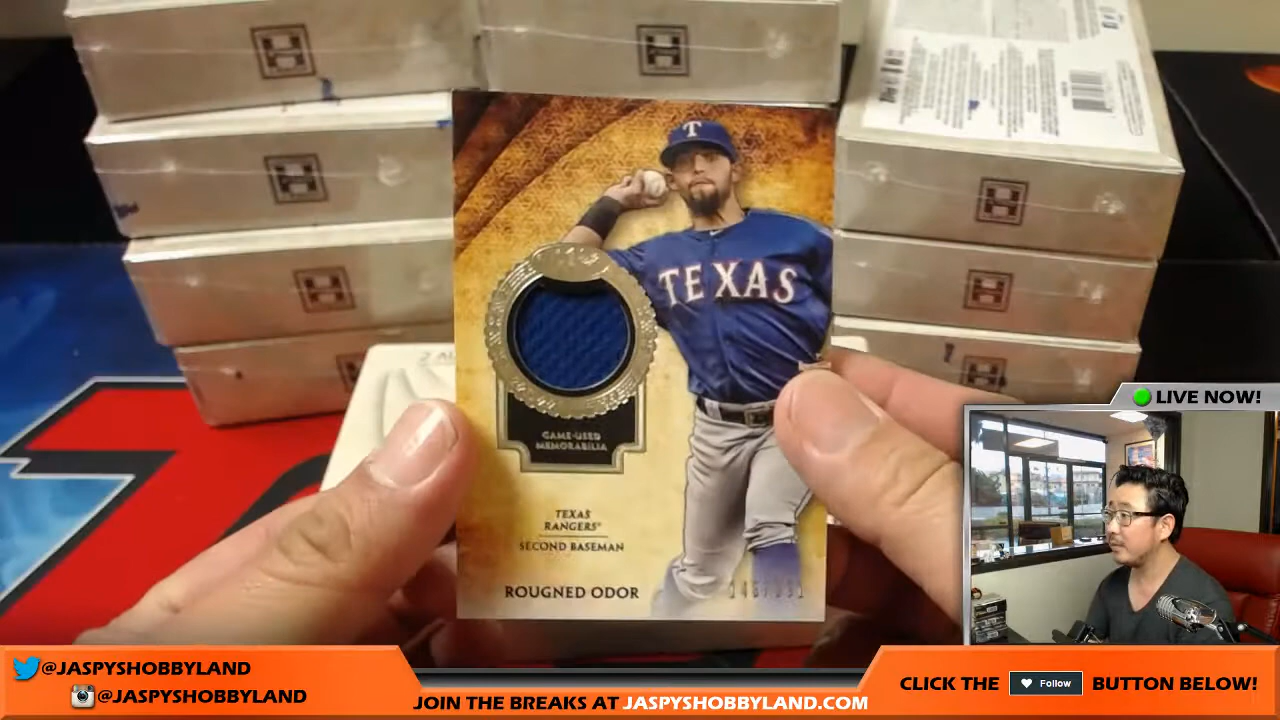 T
TEXAS
GAME-USED
MEMORABILIA
TEXAS
RANGERS®
SECOND BASEMAN
ROUGNED ODOR
LIVE NOW!
@JASPYSHOBBYLAND
@JASPYSHOBBYLAND
JOIN THE BREAKS AT JASPYSHOBBYLAND.COM
CLICK THE Follow BUTTON BELOW!